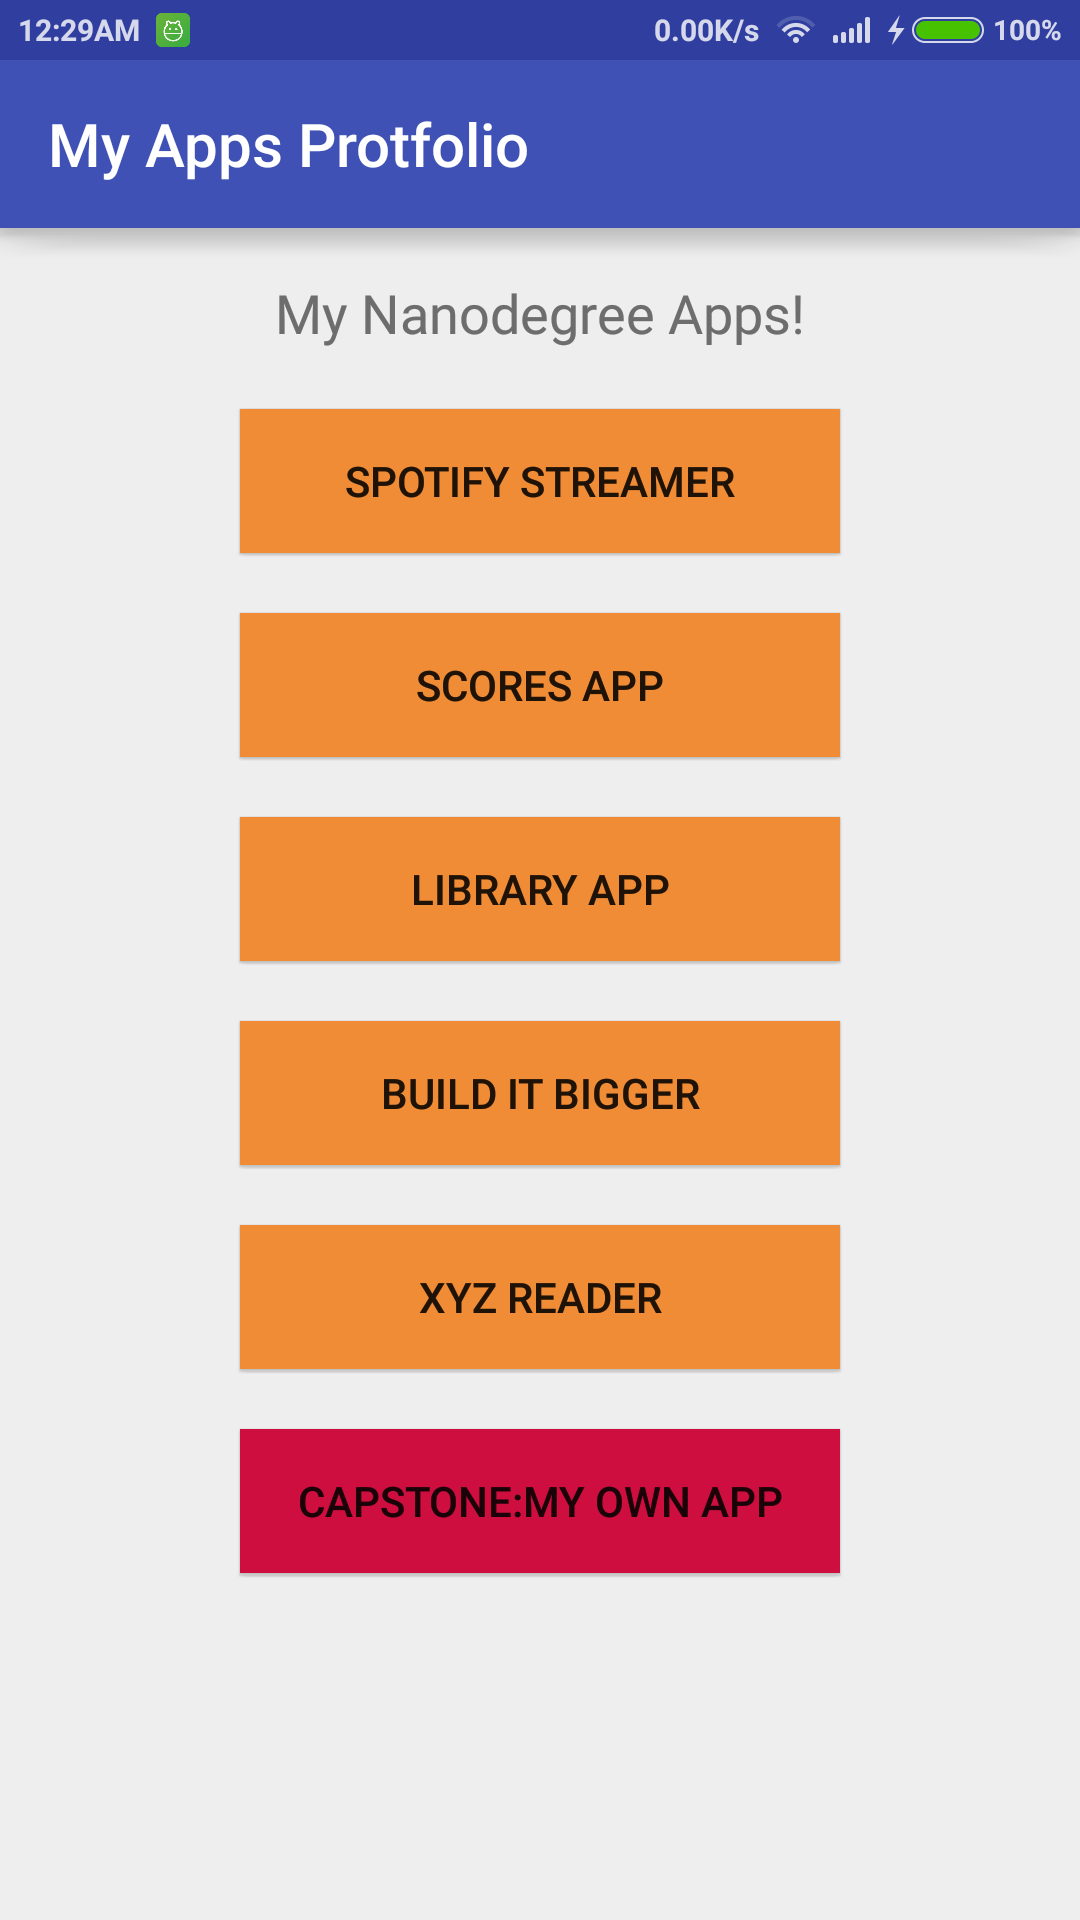 12:29AM 0.00K/s 100%
My Apps Protfolio
My Nanodegree Apps!
SPOTIFY STREAMER
SCORES APP
LIBRARY APP
BUILD IT BIGGER
XYZ READER
CAPSTONE:MY OWN APP